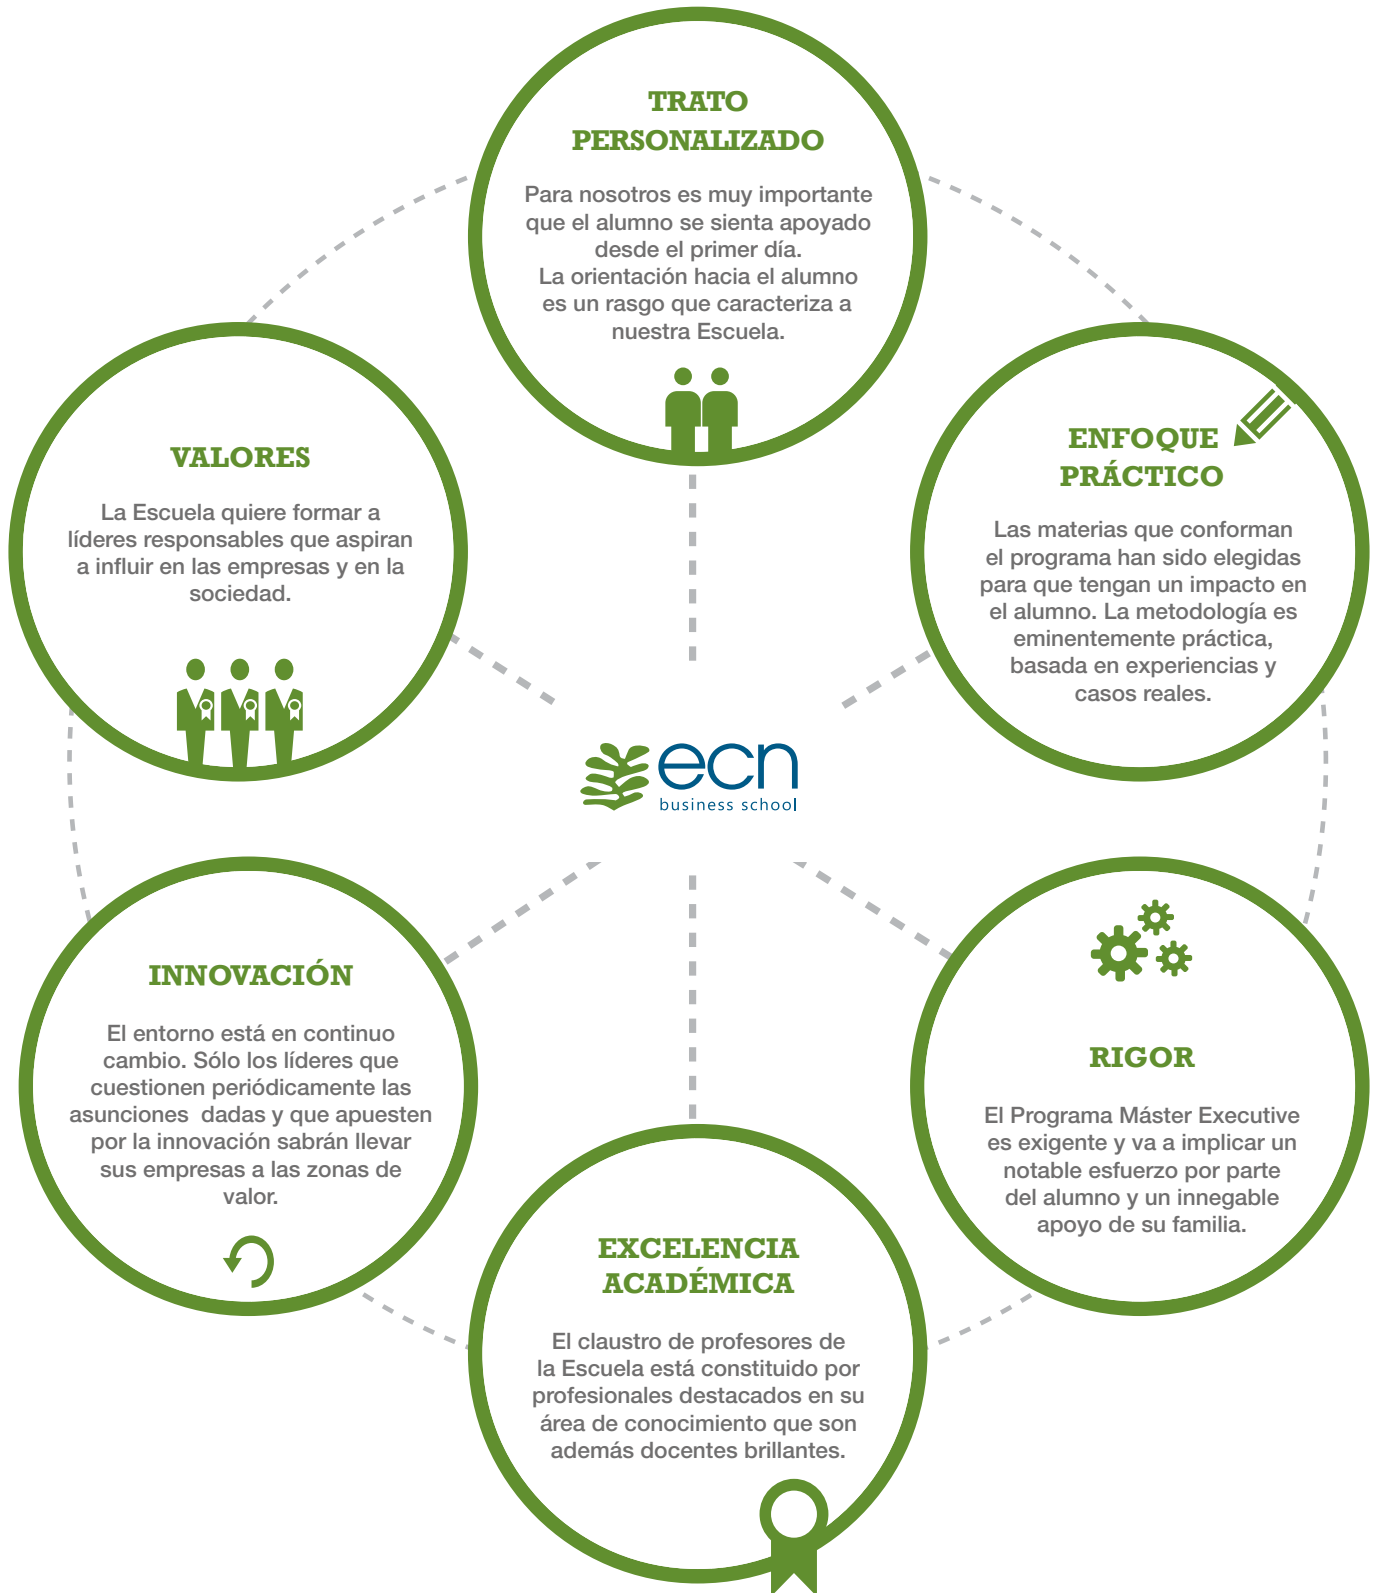 TRATO
PERSONALIZADO
Para nosotros es muy importante
que el alumno se sienta apoyado
desde el primer día.
La orientación hacia el alumno
es un rasgo que caracteriza a
nuestra Escuela.
VALORES
La Escuela quiere formar a
líderes responsables que aspiran
a influir en las empresas y en la
sociedad.
ENFOQUE
PRÁCTICO
Las materias que conforman
el programa han sido elegidas
para que tengan un impacto en
el alumno. La metodología es
eminentemente práctica,
basada en experiencias y
casos reales.
ecn
business school
INNOVACIÓN
El entorno está en continuo
cambio. Sólo los líderes que
cuestionen periódicamente las
asunciones dadas y que apuesten
por la innovación sabrán llevar
sus empresas a las zonas de
valor.
RIGOR
El Programa Máster Executive
es exigente y va a implicar un
notable esfuerzo por parte
del alumno y un innegable
apoyo de su familia.
EXCELENCIA
ACADÉMICA
El claustro de profesores de
la Escuela está constituido por
profesionales destacados en su
área de conocimiento que son
además docentes brillantes.